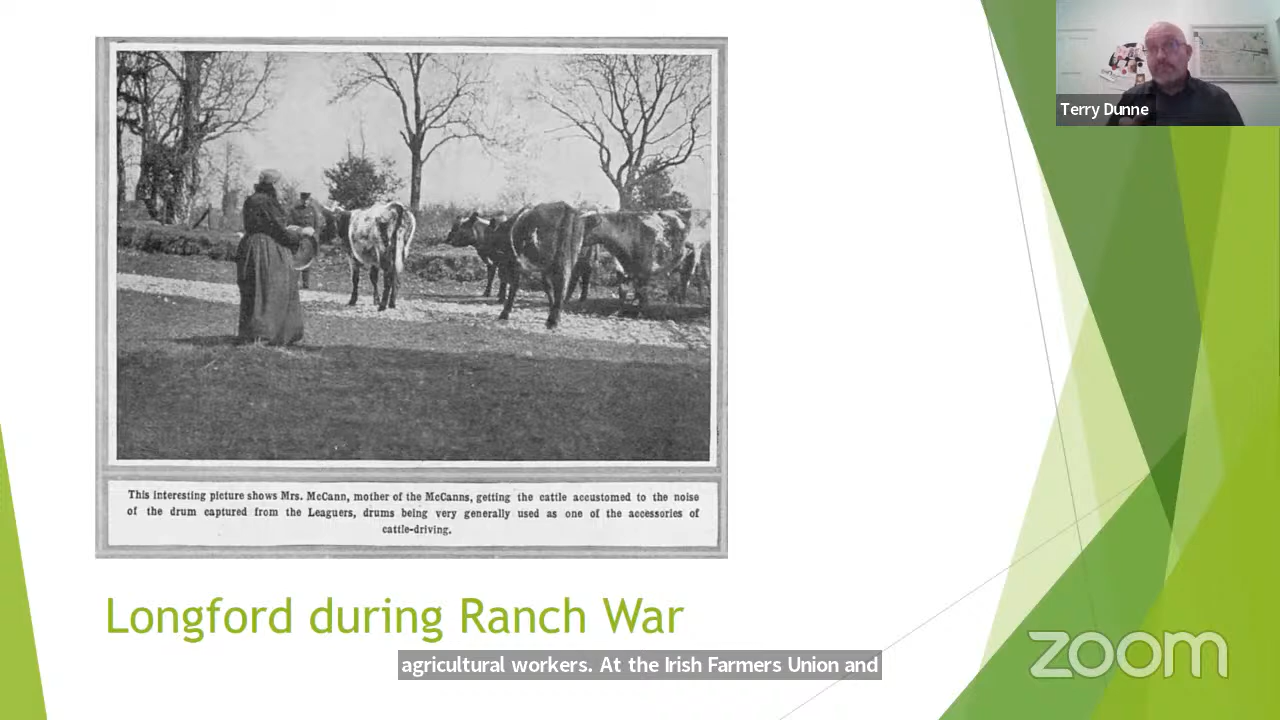 Terry Dunne
This interesting picture shows Mrs. McCann, mother of the McCanns, getting the cattle accustomed to the noise
of the drum captured from the Leaguers, drums being very generally used as one of the accessories of
cattle-driving.
Longford during Ranch War
agricultural workers. At the Irish Farmers Union and
zoom